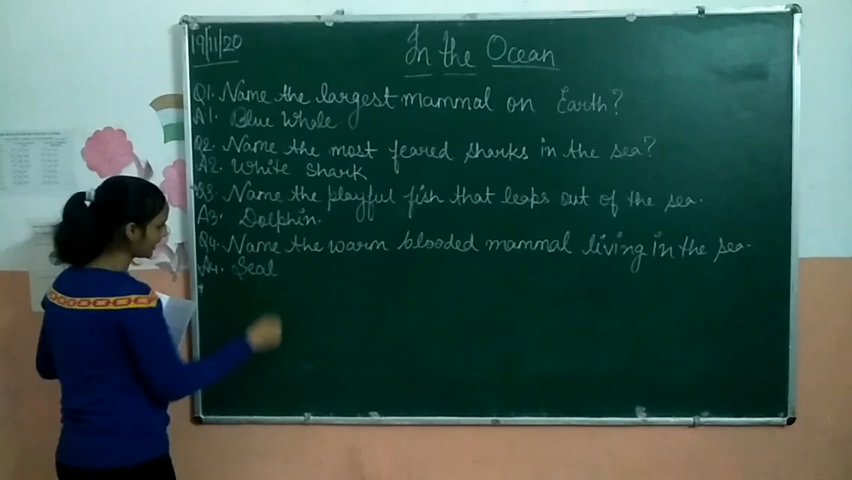 19/11/20
In the Ocean
Q1. Name the largest mammal on Earth?
A1. Blue Whale
Q2. Name the most feared sharks in the sea?
A2. White shark
Q3. Name the playful fish that leaps out of the sea.
A3. Dolphin.
Q4. Name the warm blooded mammal living in the sea.
A4. Seal